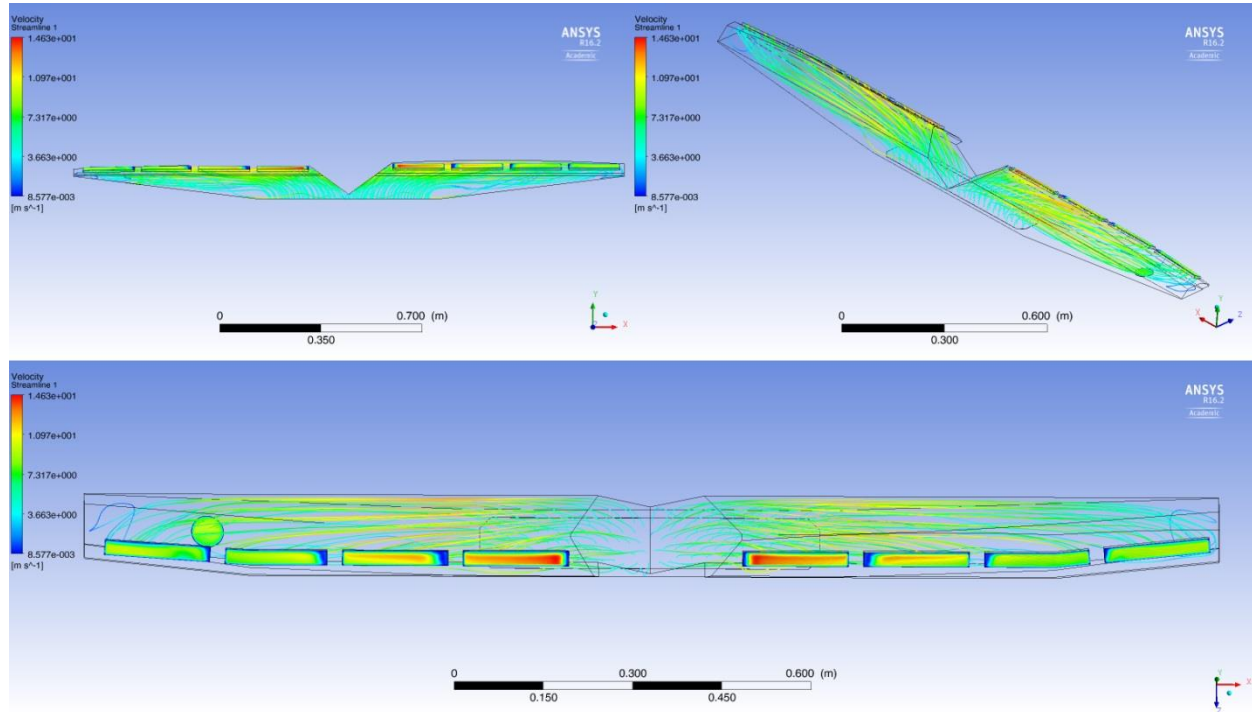 Velocity
Streamline 1
1.463e+001
1.097e+001
7.317e+000
3.663e+000
8.577e-003
[m s^-1]
ANSYS
R16.2
Academic
0 0.700 (m)
0.350
Y
X
Velocity
Streamline 1
1.463e+001
1.097e+001
7.317e+000
3.663e+000
8.577e-003
[m s^-1]
ANSYS
R16.2
Academic
0 0.600 (m)
0.300
Y
X Z
Velocity
Streamline 1
1.463e+001
1.097e+001
7.317e+000
3.663e+000
8.577e-003
[m s^-1]
ANSYS
R16.2
Academic
0 0.300 0.600 (m)
0.150 0.450
Y
X
Z